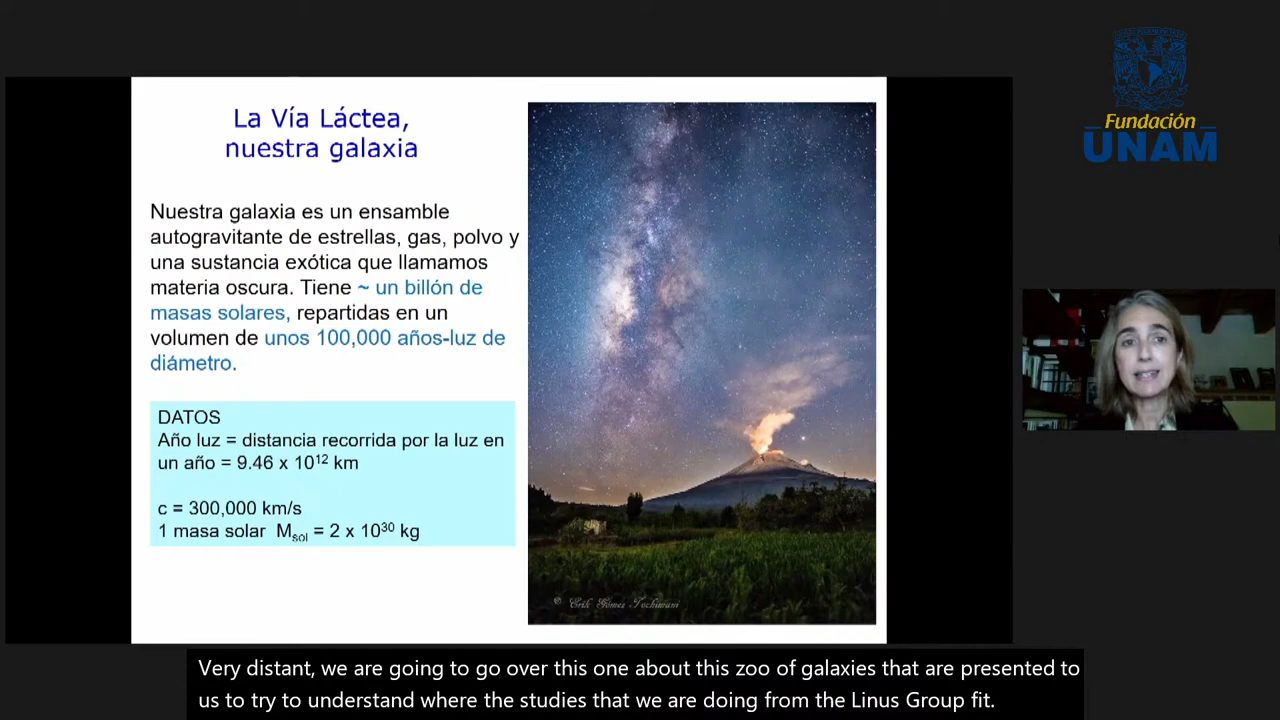 La Vía Láctea,
nuestra galaxia
Nuestra galaxia es un ensamble
autogravitante de estrellas, gas, polvo y
una sustancia exótica que llamamos
materia oscura. Tiene ~ un billón de
masas solares, repartidas en un
volumen de unos 100,000 años-luz de
diámetro.
DATOS
Año luz = distancia recorrida por la luz en
un año = 9.46 x 10¹² km
c = 300,000 km/s
1 masa solar Msol = 2 x 10³⁰ kg
Fundación
UNAM
Very distant, we are going to go over this one about this zoo of galaxies that are presented to
us to try to understand where the studies that we are doing from the Linus Group fit.